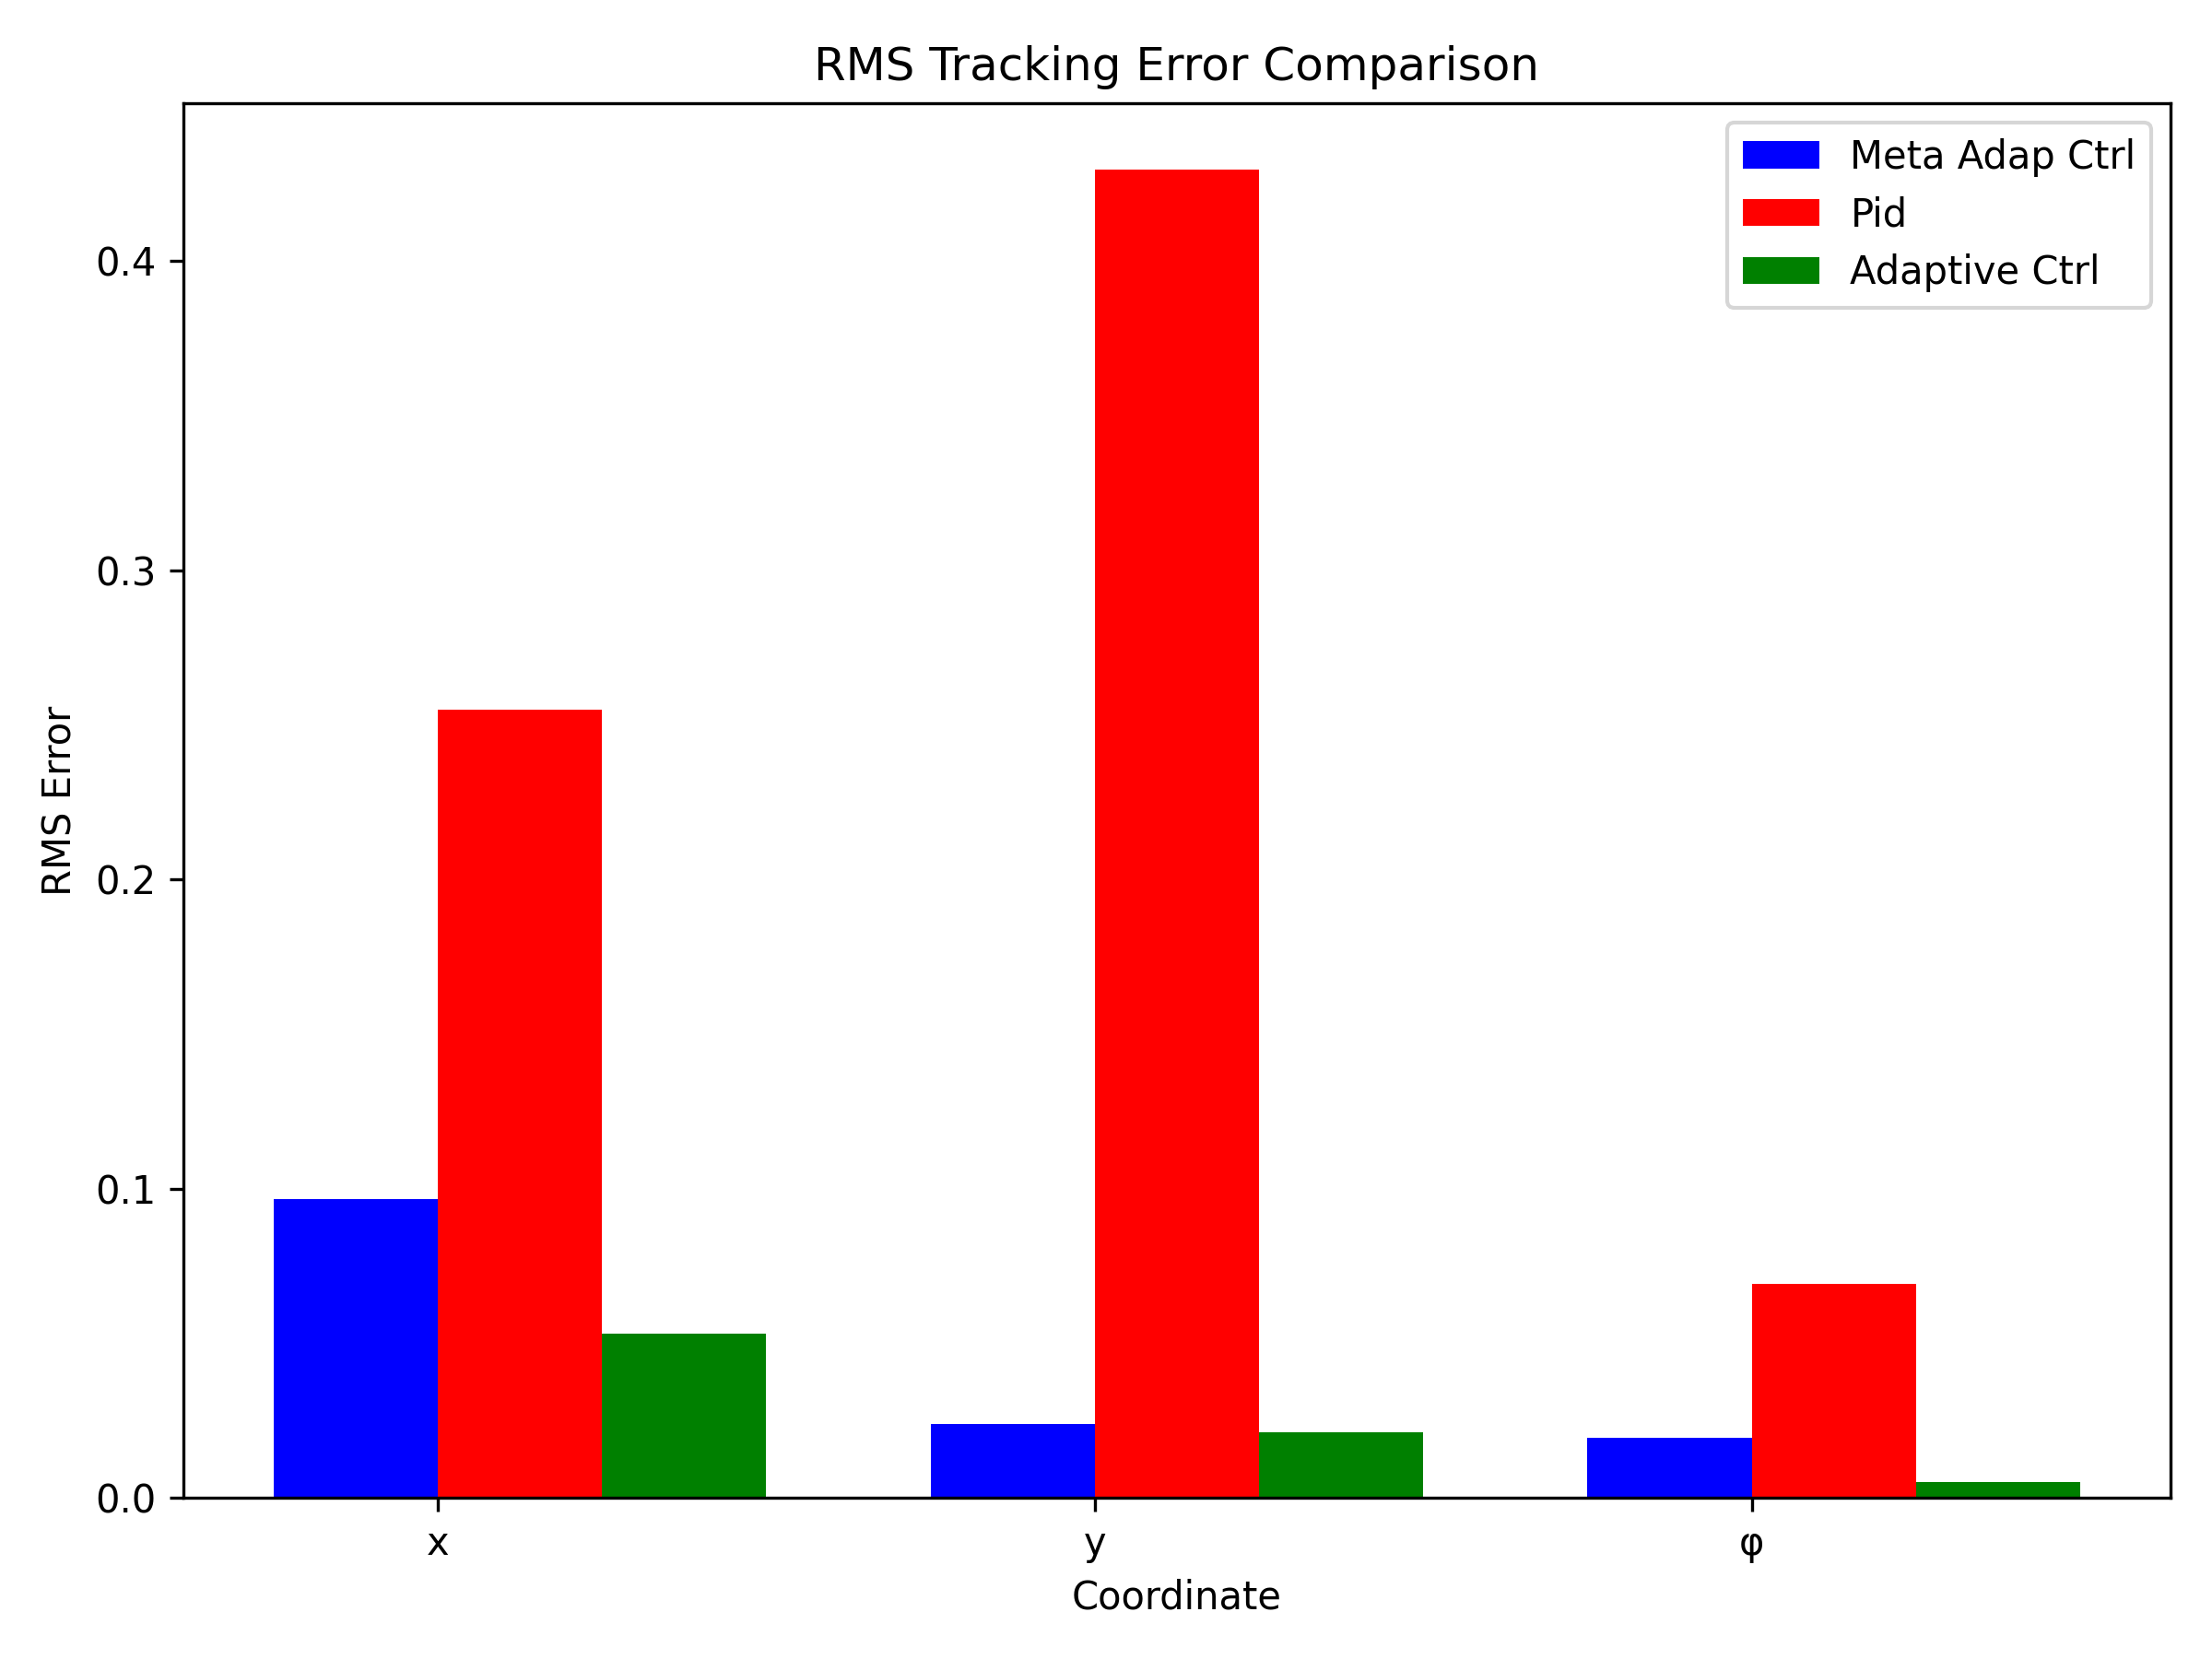 RMS Tracking Error Comparison
Meta Adap Ctrl
Pid
Adaptive Ctrl
RMS Error
0.4
0.3
0.2
0.1
0.0
x
y
φ
Coordinate